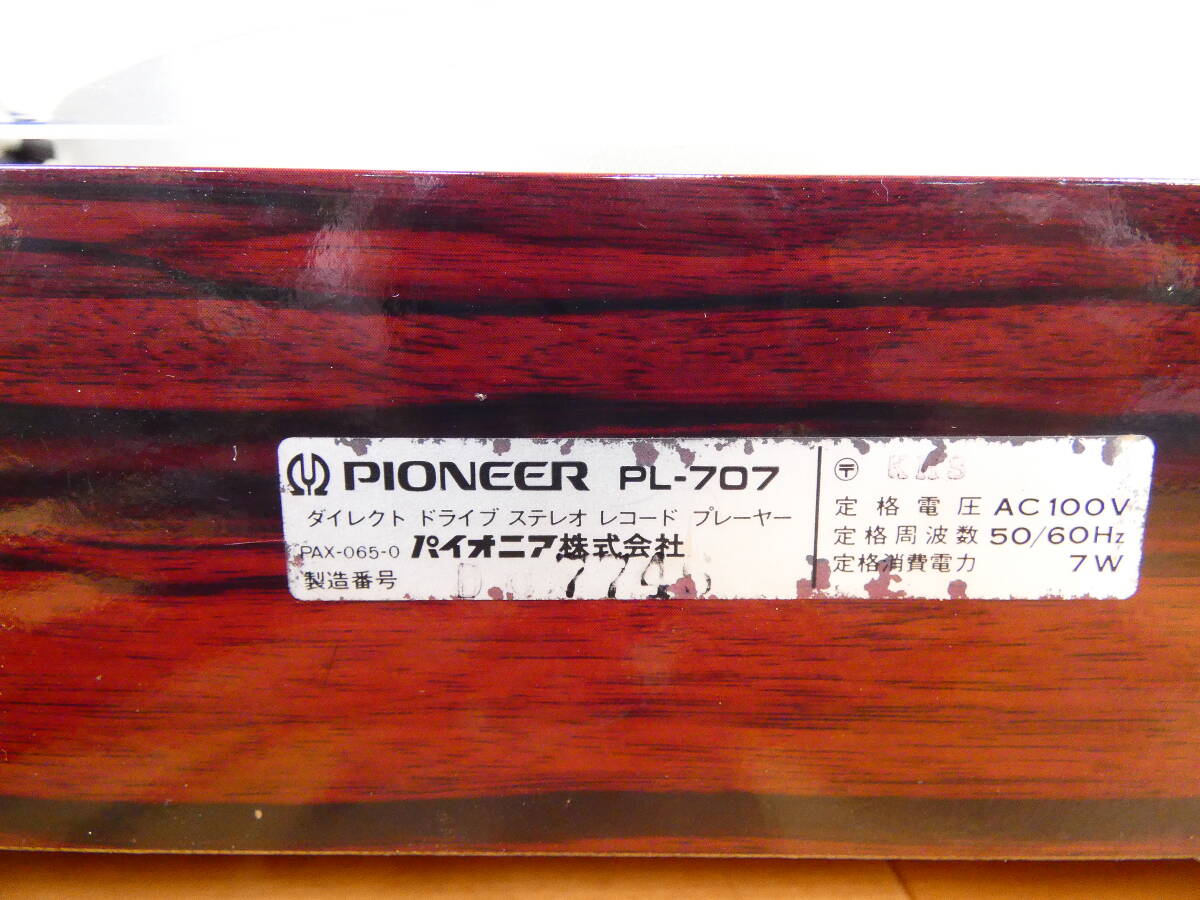 PIONEER PL-707
ダイレクト ドライブ ステレオ レコード プレーヤー
PAX-065-0 パイオニア株式会社
製造番号
〒 KHS
定格電圧 AC100V
定格周波数 50/60Hz
定格消費電力 7W